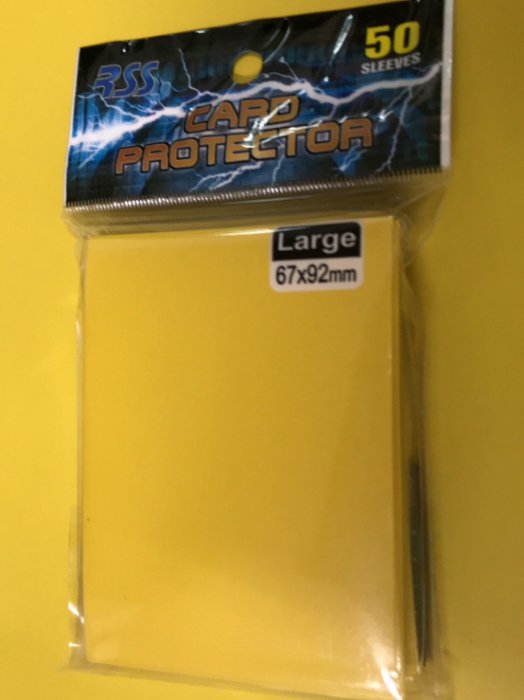 RSS
50
SLEEVES
CARD
PROTECTOR
Large
67x92mm